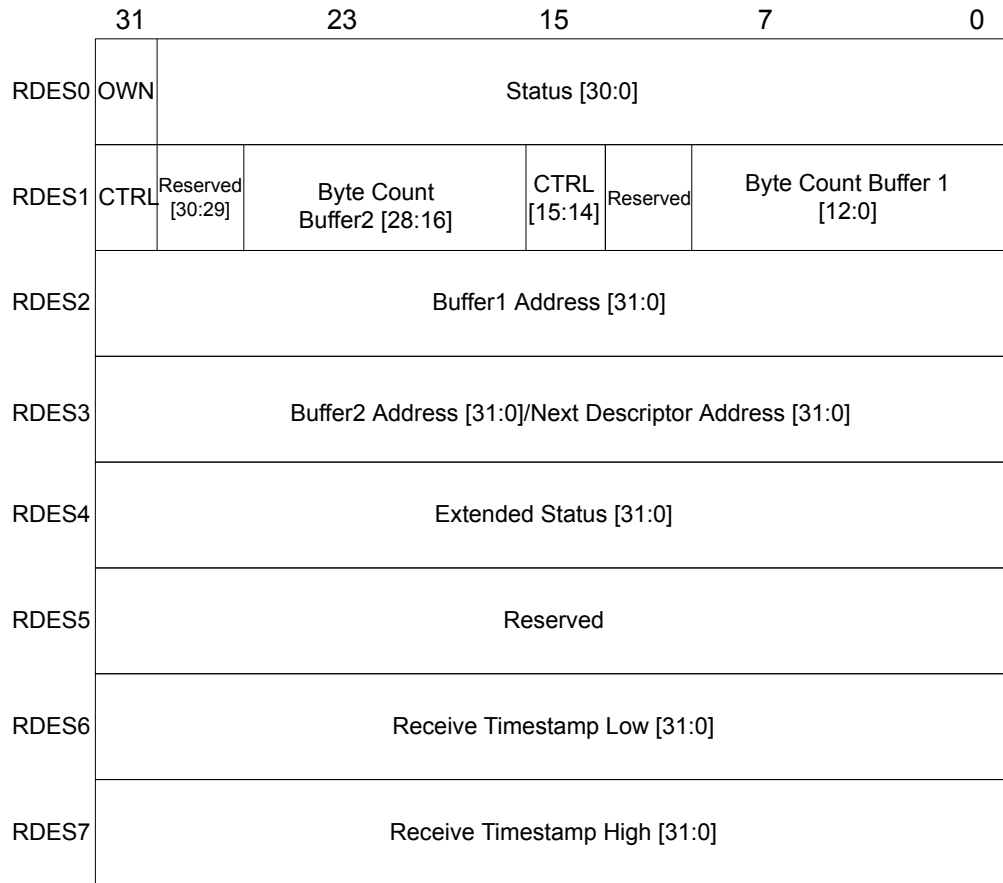 31 23 15 7 0
RDES0 OWN Status [30:0]
RDES1 CTRL Reserved [30:29] Byte Count Buffer2 [28:16] CTRL [15:14] Reserved Byte Count Buffer 1 [12:0]
RDES2 Buffer1 Address [31:0]
RDES3 Buffer2 Address [31:0]/Next Descriptor Address [31:0]
RDES4 Extended Status [31:0]
RDES5 Reserved
RDES6 Receive Timestamp Low [31:0]
RDES7 Receive Timestamp High [31:0]